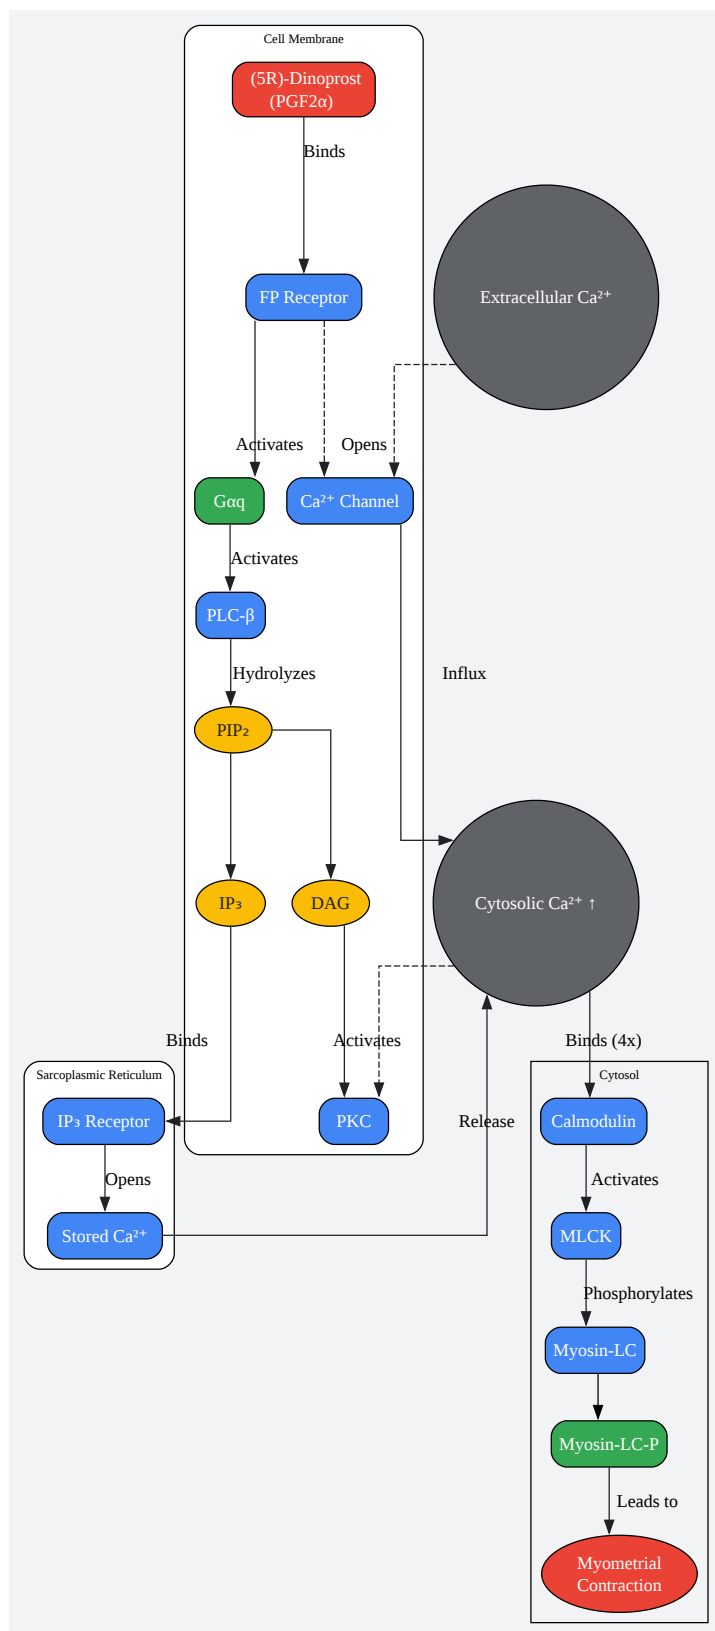 Cell Membrane
(5R)-Dinoprost
(PGF2α)
Binds
FP Receptor
Extracellular Ca²⁺
Activates
Opens
Gαq
Ca²⁺ Channel
Activates
PLC-β
Hydrolyzes
Influx
PIP₂
IP₃
DAG
Cytosolic Ca²⁺ ↑
Binds
Activates
Binds (4x)
Sarcoplasmic Reticulum
Cytosol
IP₃ Receptor
PKC
Release
Calmodulin
Opens
Activates
Stored Ca²⁺
MLCK
Phosphorylates
Myosin-LC
Myosin-LC-P
Leads to
Myometrial
Contraction